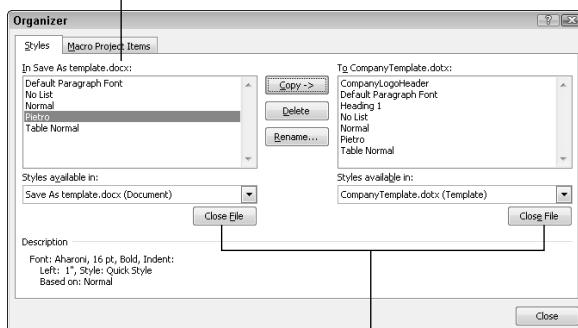 Organizer
Styles
Macro Project Items
In Save As template.docx:
Default Paragraph Font
No List
Normal
Pietro
Table Normal
Copy ->
Delete
Rename...
To CompanyTemplate.dotx:
CompanyLogoHeader
Default Paragraph Font
Heading 1
No List
Normal
Pietro
Table Normal
Styles available in:
Save As template.docx (Document)
Close File
Styles available in:
CompanyTemplate.dotx (Template)
Close File
Description
Font: Aharoni, 16 pt, Bold, Indent:
Left: 1", Style: Quick Style
Based on: Normal
Close